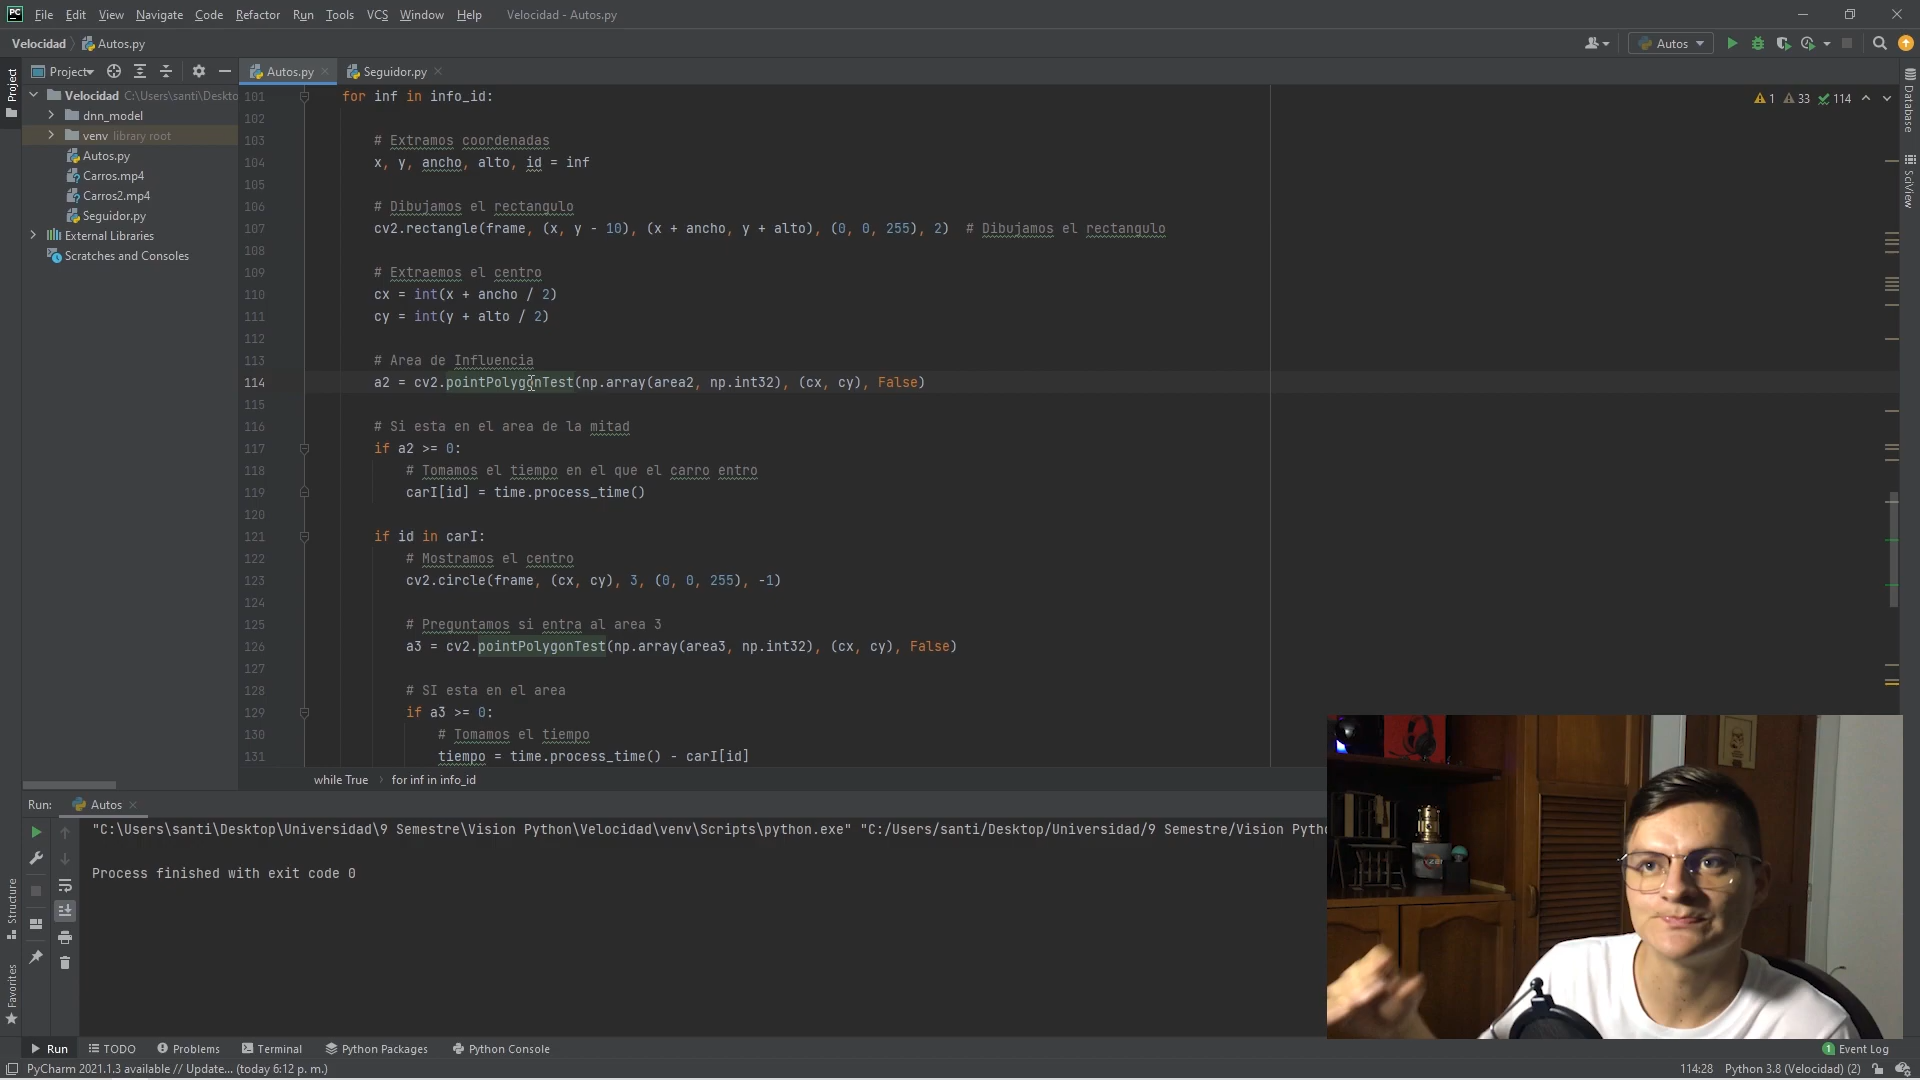 PC File Edit View Navigate Code Refactor Run Tools VCS Window Help Velocidad - Autos.py
Velocidad Autos.py
Autos
Project
Project
Autos.py
Seguidor.py
Velocidad C:\Users\santi\Deskto
dnn_model
venv library root
Autos.py
Carros.mp4
Carros2.mp4
Seguidor.py
External Libraries
Scratches and Consoles
1 33 114
Database
SciView
101 for inf in info_id:
102
103 # Extramos coordenadas
104 x, y, ancho, alto, id = inf
105
106 # Dibujamos el rectangulo
107 cv2.rectangle(frame, (x, y - 10), (x + ancho, y + alto), (0, 0, 255), 2)  # Dibujamos el rectangulo
108
109 # Extraemos el centro
110 cx = int(x + ancho / 2)
111 cy = int(y + alto / 2)
112
113 # Area de Influencia
114 a2 = cv2.pointPolygonTest(np.array(area2, np.int32), (cx, cy), False)
115
116 # Si esta en el area de la mitad
117 if a2 >= 0:
118 # Tomamos el tiempo en el que el carro entro
119 carI[id] = time.process_time()
120
121 if id in carI:
122 # Mostramos el centro
123 cv2.circle(frame, (cx, cy), 3, (0, 0, 255), -1)
124
125 # Preguntamos si entra al area 3
126 a3 = cv2.pointPolygonTest(np.array(area3, np.int32), (cx, cy), False)
127
128 # SI esta en el area
129 if a3 >= 0:
130 # Tomamos el tiempo
131 tiempo = time.process_time() - carI[id]
while True for inf in info_id
Run: Autos
"C:\Users\santi\Desktop\Universidad\9 Semestre\Vision Python\Velocidad\venv\Scripts\python.exe" "C:/Users/santi/Desktop/Universidad/9 Semestre/Vision Pytho
Process finished with exit code 0
Structure
Favorites
Run TODO Problems Terminal Python Packages Python Console
1 Event Log
PyCharm 2021.1.3 available // Update... (today 6:12 p. m.)
114:28 Python 3.8 (Velocidad) (2)